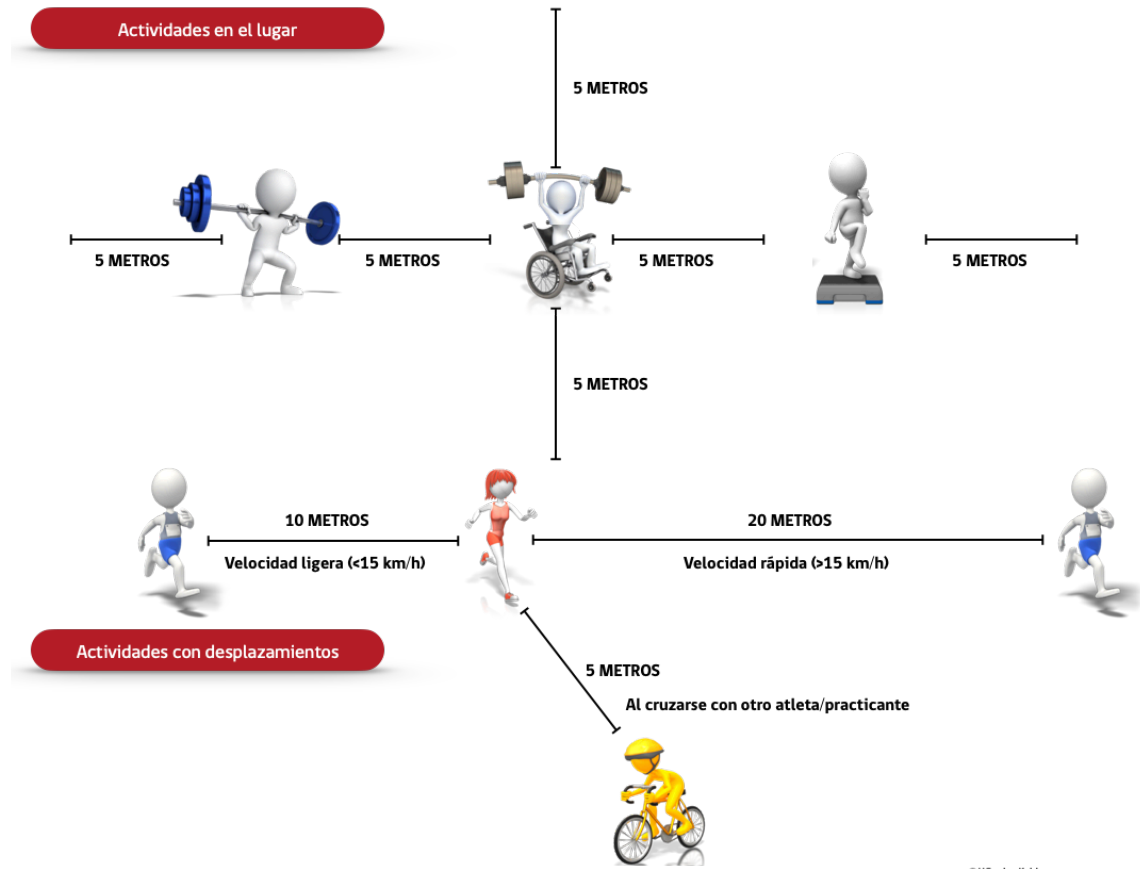 Actividades en el lugar
5 METROS
5 METROS
5 METROS
5 METROS
5 METROS
5 METROS
10 METROS
20 METROS
Velocidad ligera (<15 km/h)
Velocidad rápida (>15 km/h)
Actividades con desplazamientos
5 METROS
Al cruzarse con otro atleta/practicante